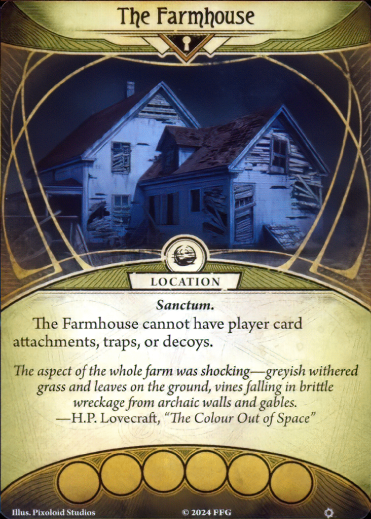 The Farmhouse
LOCATION
Sanctum.
The Farmhouse cannot have player card
attachments, traps, or decoys.
The aspect of the whole farm was shocking—greyish withered
grass and leaves on the ground, vines falling in brittle
wreckage from archaic walls and gables.
—H.P. Lovecraft, “The Colour Out of Space”
Illus. Pixoloid Studios
© 2024 FFG